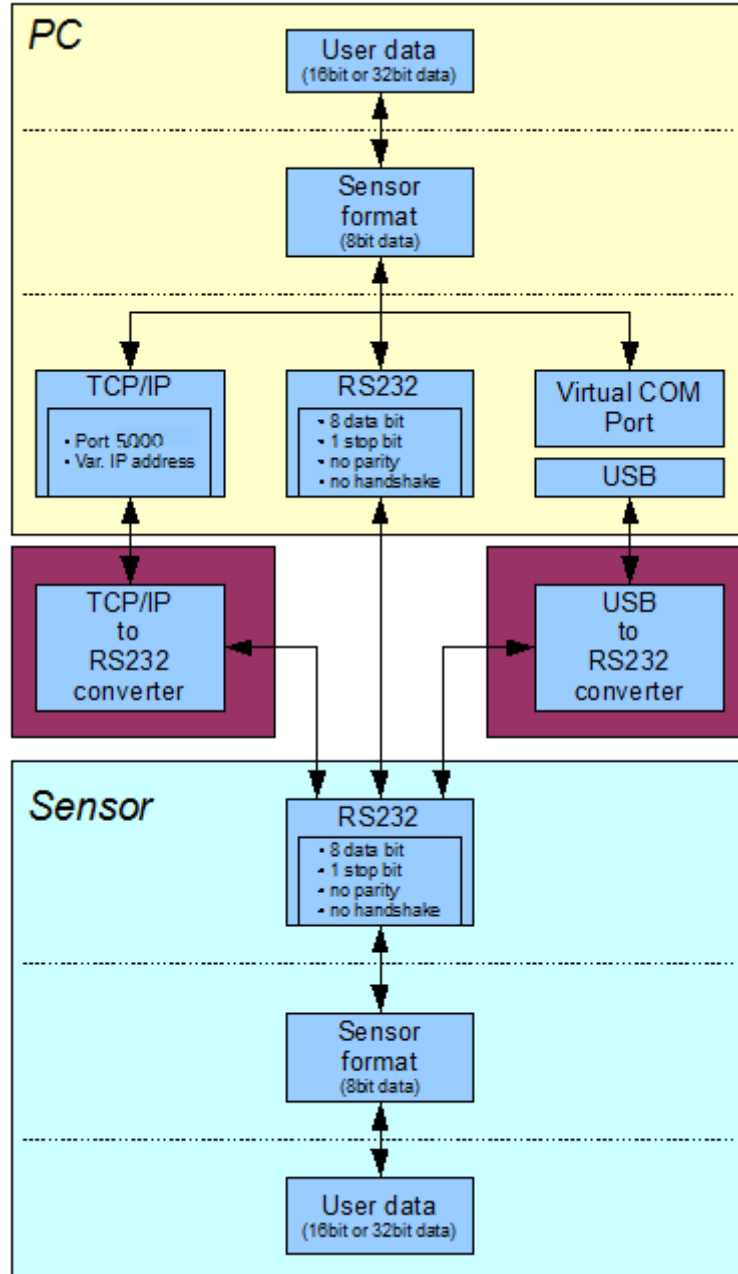 PC
User data
(16bit or 32bit data)
Sensor
format
(8bit data)
TCP/IP
• Port 5000
• Var. IP address
RS232
• 8 data bit
• 1 stop bit
• no parity
• no handshake
Virtual COM
Port
USB
TCP/IP
to
RS232
converter
USB
to
RS232
converter
Sensor
RS232
• 8 data bit
• 1 stop bit
• no parity
• no handshake
Sensor
format
(8bit data)
User data
(16bit or 32bit data)